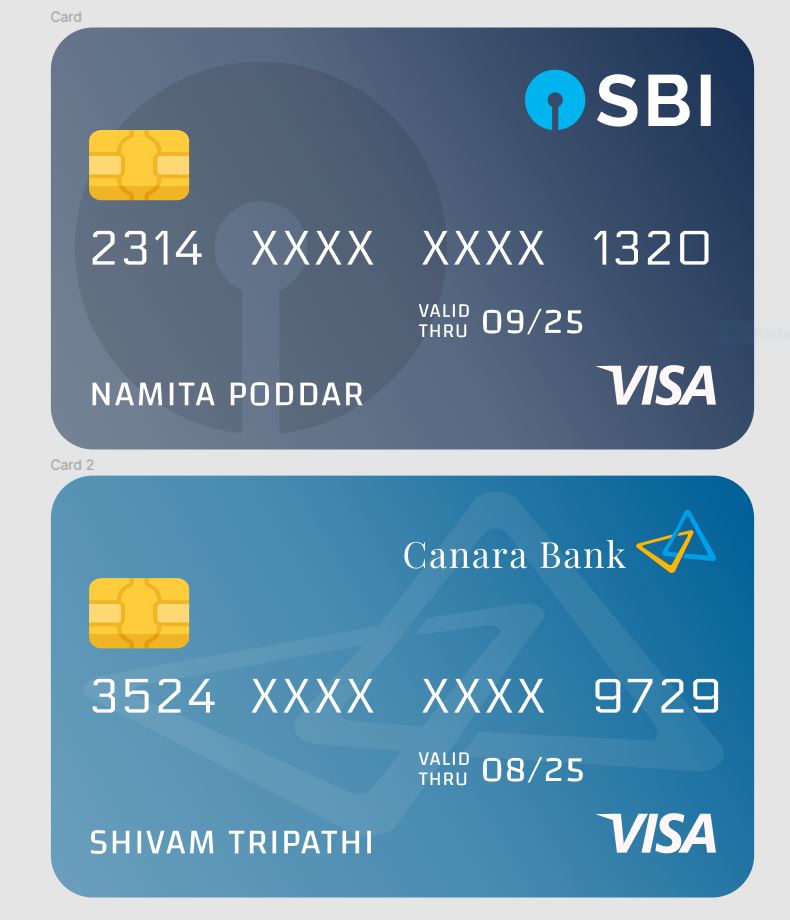 Card
SBI
2314 XXXX XXXX 1320
VALID THRU 09/25
NAMITA PODDAR
VISA
Card 2
Canara Bank
3524 XXXX XXXX 9729
VALID THRU 08/25
SHIVAM TRIPATHI
VISA